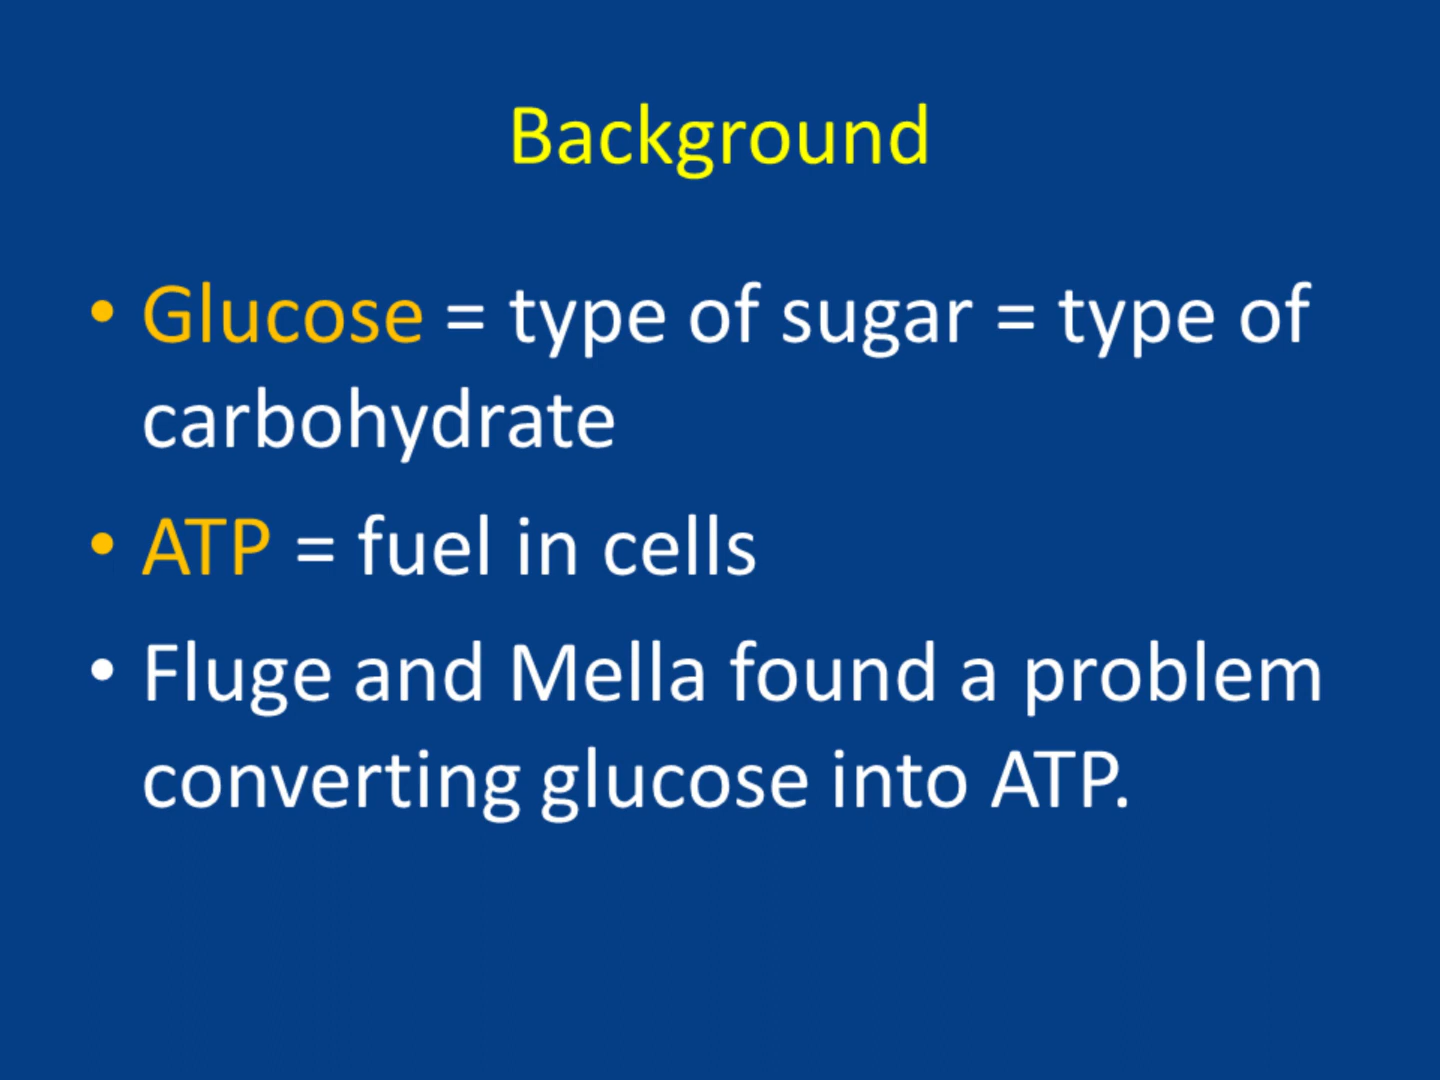 Background
• Glucose = type of sugar = type of
carbohydrate
• ATP = fuel in cells
• Fluge and Mella found a problem
converting glucose into ATP.